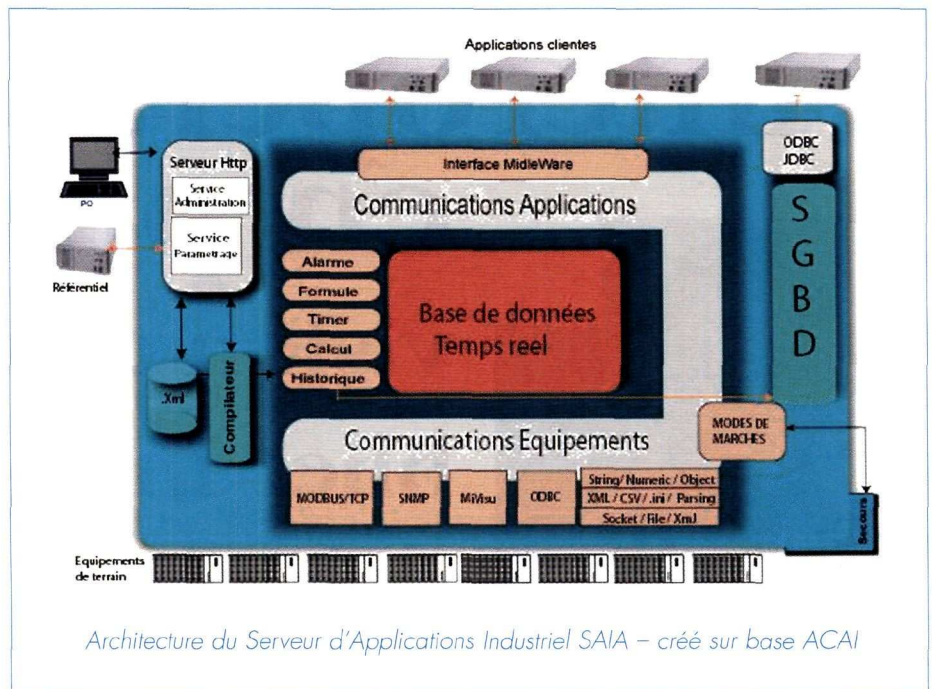 Applications clientes
ODBC
JDBC
Serveur Http
Service
Administration
Service
Parametrage
PO
Référentiel
Interface MidleWare
Communications Applications
S
G
B
D
Alarme
Formule
Timer
Calcul
Historique
Base de données
Temps reel
.Xml
Compilateur
MODES DE
MARCHES
Communications Equipements
MODBUS/TCP
SNMP
MiVisu
ODBC
String/ Numeric / Object
XML / CSV / .ini / Parsing
Socket / File / Xml
Secours
Equipements
de terrain
Architecture du Serveur d'Applications Industriel SAIA – créé sur base ACAI